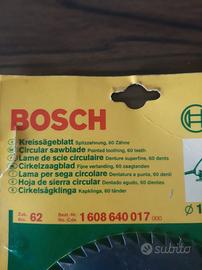 BOSCH
Kreissägeblatt Spitzzahnung, 60 Zähne
Circular sawblade Pointed toothing, 60 teeth
Lame de scie circulaire Denture superfine, 60 dents
Cirkelzaagblad Fijne vertanding, 60 zaagtanden
Lama per sega circolare Dentatura a punta, 60 denti
Hoja de sierra circular Dentado agudo, 60 dientes
Cirkelsågklinga Kapklinga, 60 tänder
62 1 608 640 017
Ø 1
subito